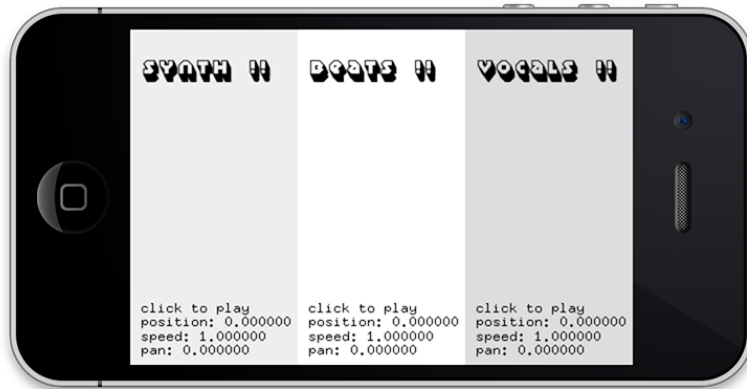 SYNTH !!
click to play
position: 0.000000
speed: 1.000000
pan: 0.000000
BEATS !!
click to play
position: 0.000000
speed: 1.000000
pan: 0.000000
VOCALS !!
click to play
position: 0.000000
speed: 1.000000
pan: 0.000000